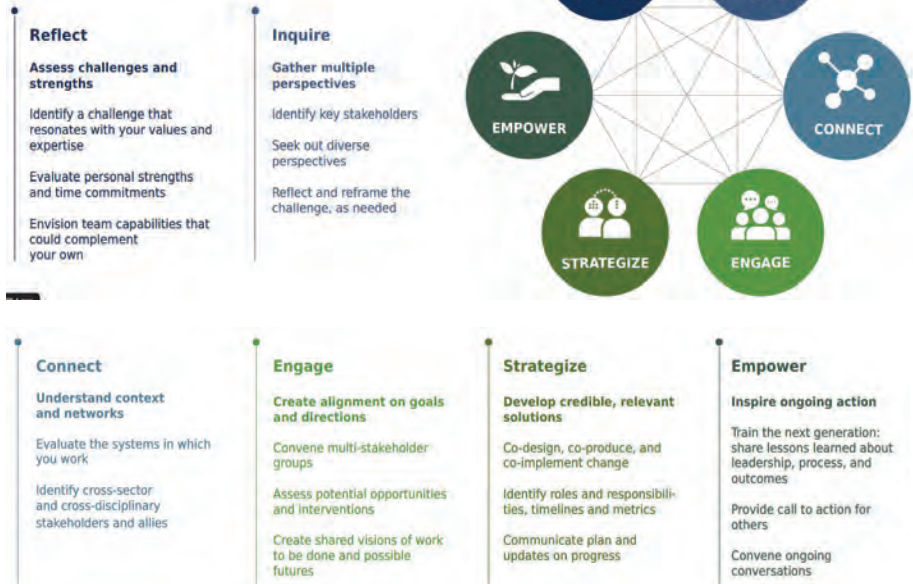 Reflect
Assess challenges and
strengths
Identify a challenge that
resonates with your values and
expertise
Evaluate personal strengths
and time commitments
Envision team capabilities that
could complement
your own
Inquire
Gather multiple
perspectives
Identify key stakeholders
Seek out diverse
perspectives
Reflect and reframe the
challenge, as needed
EMPOWER
CONNECT
STRATEGIZE
ENGAGE
Connect
Understand context
and networks
Evaluate the systems in which
you work
Identify cross-sector
and cross-disciplinary
stakeholders and allies
Engage
Create alignment on goals
and directions
Convene multi-stakeholder
groups
Assess potential opportunities
and interventions
Create shared visions of work
to be done and possible
futures
Strategize
Develop credible, relevant
solutions
Co-design, co-produce, and
co-implement change
Identify roles and responsibili-
ties, timelines and metrics
Communicate plan and
updates on progress
Empower
Inspire ongoing action
Train the next generation:
share lessons learned about
leadership, process, and
outcomes
Provide call to action for
others
Convene ongoing
conversations